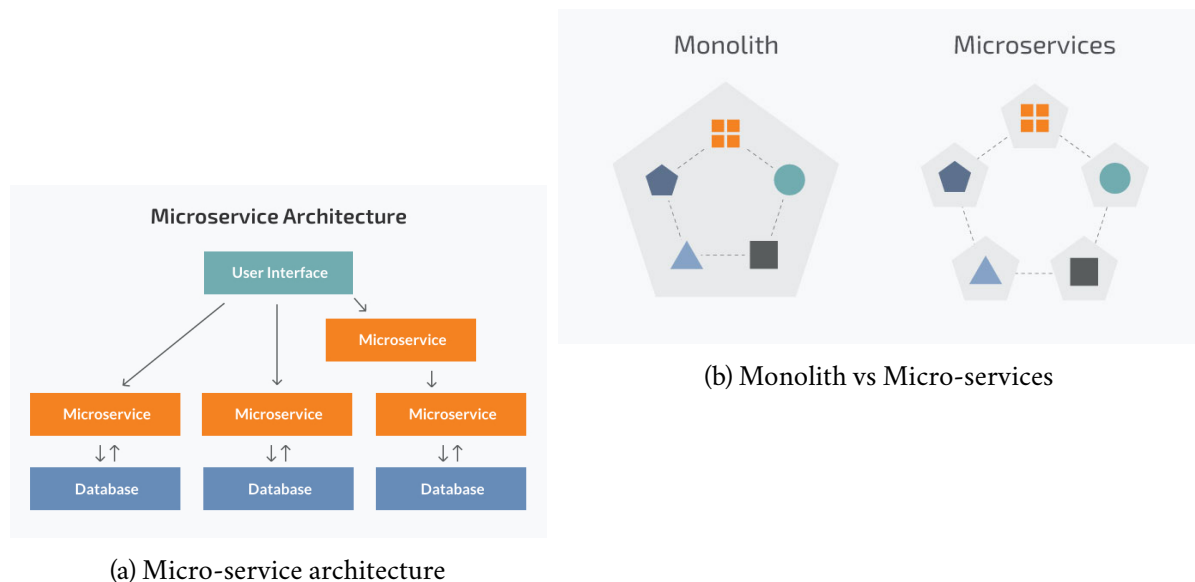 Microservice Architecture
User Interface
Microservice
Microservice
Microservice
Microservice
Database
Database
Database
(a) Micro-service architecture
Monolith
Microservices
(b) Monolith vs Micro-services